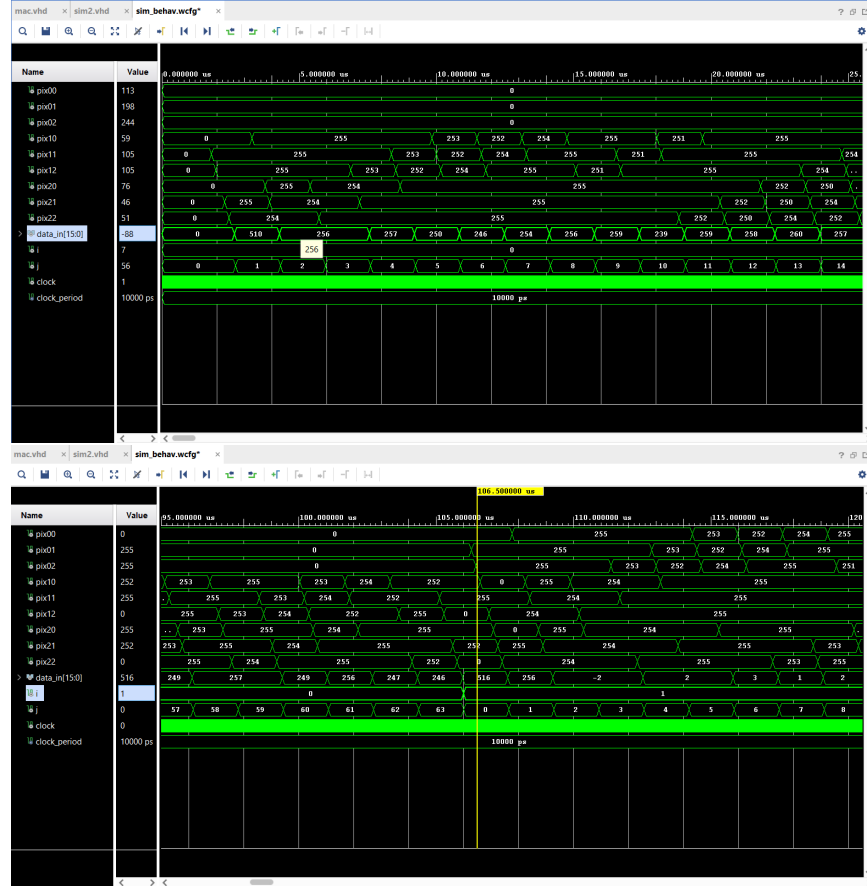 mac.vhd × sim2.vhd × sim_behav.wcfg* × ?
Name Value 0.000000 us 5.000000 us 10.000000 us 15.000000 us 20.000000 us 25.
pix00 113 0
pix01 198 0
pix02 244 0
pix10 59 0 255 253 252 254 255 251 255
pix11 105 0 255 253 252 254 255 251 255 254
pix12 105 0 255 253 252 254 255 251 255 254 ..
pix20 76 0 255 254 255 252 250 .
pix21 46 0 255 254 255 252 250 254
pix22 51 0 254 255 252 250 254 252
data_in[15:0] -88 0 510 256 257 250 246 254 256 259 239 259 258 260 257
256
i 7 0
j 56 0 1 2 3 4 5 6 7 8 9 10 11 12 13 14
clock 1
clock_period 10000 ps 10000 ps
mac.vhd × sim2.vhd × sim_behav.wcfg* × ?
106.500000 us
Name Value 95.000000 us 100.000000 us 105.000000 us 110.000000 us 115.000000 us 120
pix00 0 0 255 253 252 254 255
pix01 255 0 255 253 252 254 255
pix02 255 0 255 253 252 254 255 251
pix10 252 253 255 253 254 252 0 255 254 255
pix11 255 . 255 253 254 252 255 254 255
pix12 0 255 253 254 252 255 0 254 255
pix20 255 .. 253 255 254 255 0 255 254 255 .
pix21 255 253 255 254 255 252 255 254 255 253
pix22 0 255 254 255 252 0 254 255 253 255
data_in[15:0] 516 249 257 249 256 247 246 516 256 -2 2 3 1 2
i 1 0 1
j 0 57 58 59 60 61 62 63 0 1 2 3 4 5 6 7 8
clock 0
clock_period 10000 ps 10000 ps